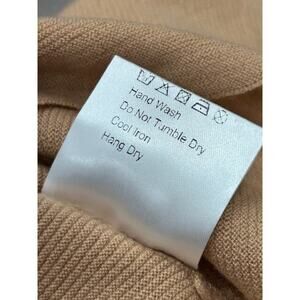 Hand Wash
Do Not Tumble Dry
Cool Iron
Hang Dry